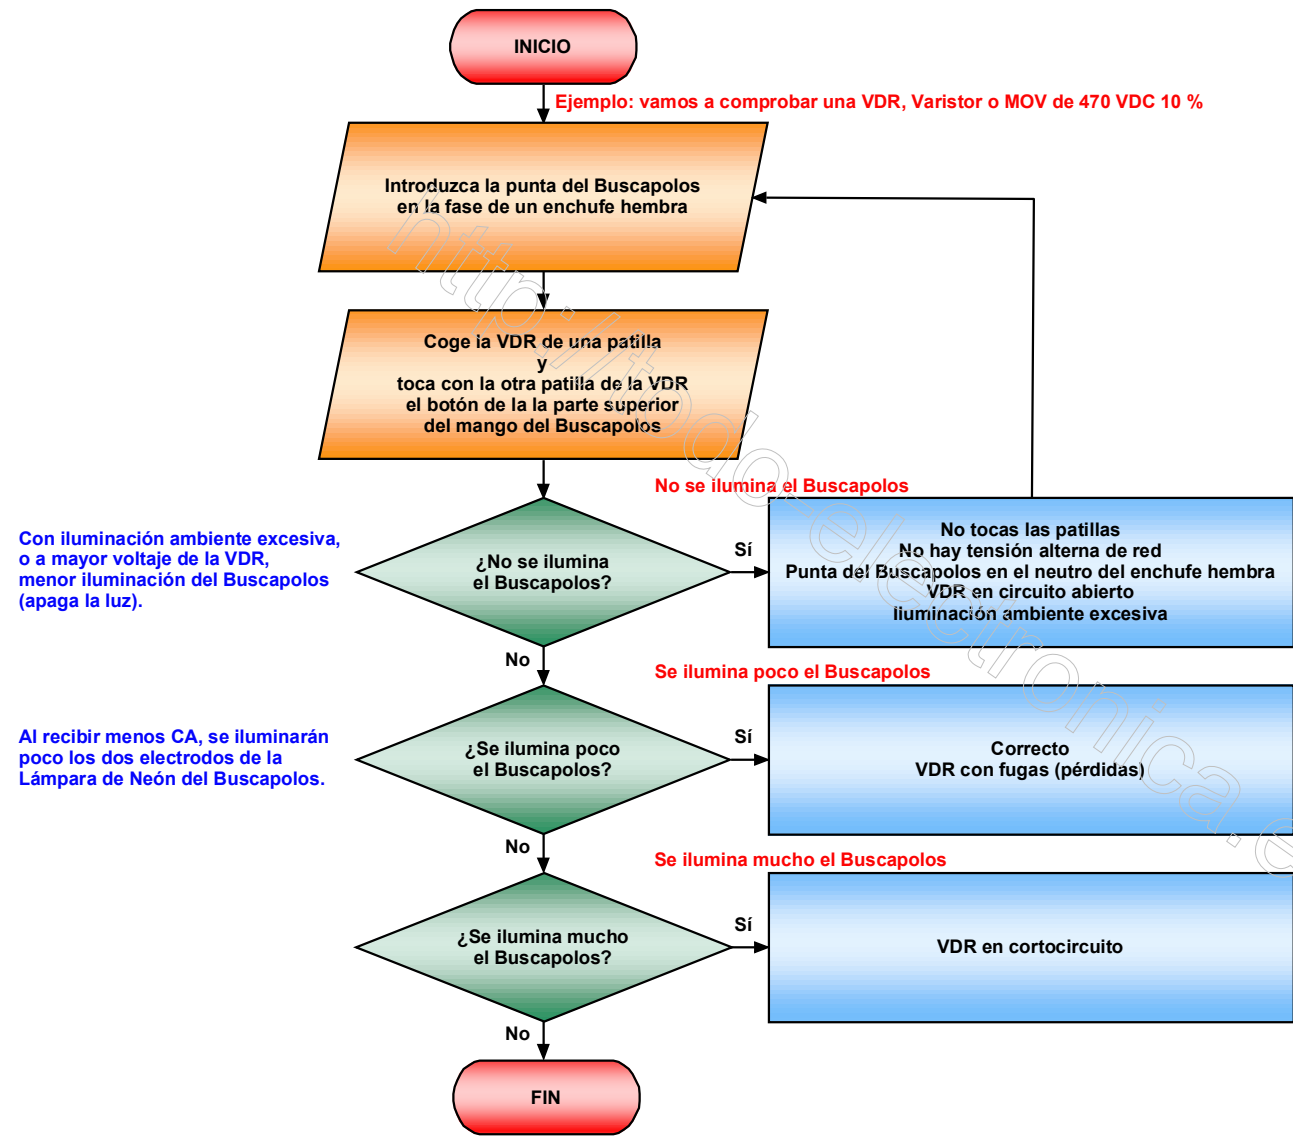 INICIO
Ejemplo: vamos a comprobar una VDR, Varistor o MOV de 470 VDC 10 %
Introduzca la punta del Buscapolos
en la fase de un enchufe hembra
Coge la VDR de una patilla
y
toca con la otra patilla de la VDR
el botón de la la parte superior
del mango del Buscapolos
No se ilumina el Buscapolos
Con iluminación ambiente excesiva,
o a mayor voltaje de la VDR,
menor iluminación del Buscapolos
(apaga la luz).
¿No se ilumina
el Buscapolos?
Sí
No tocas las patillas
No hay tensión alterna de red
Punta del Buscapolos en el neutro del enchufe hembra
VDR en circuito abierto
Iluminación ambiente excesiva
No
Se ilumina poco el Buscapolos
Al recibir menos CA, se iluminarán
poco los dos electrodos de la
Lámpara de Neón del Buscapolos.
¿Se ilumina poco
el Buscapolos?
Sí
Correcto
VDR con fugas (pérdidas)
No
Se ilumina mucho el Buscapolos
¿Se ilumina mucho
el Buscapolos?
Sí
VDR en cortocircuito
No
FIN
http://todo-electronica.e